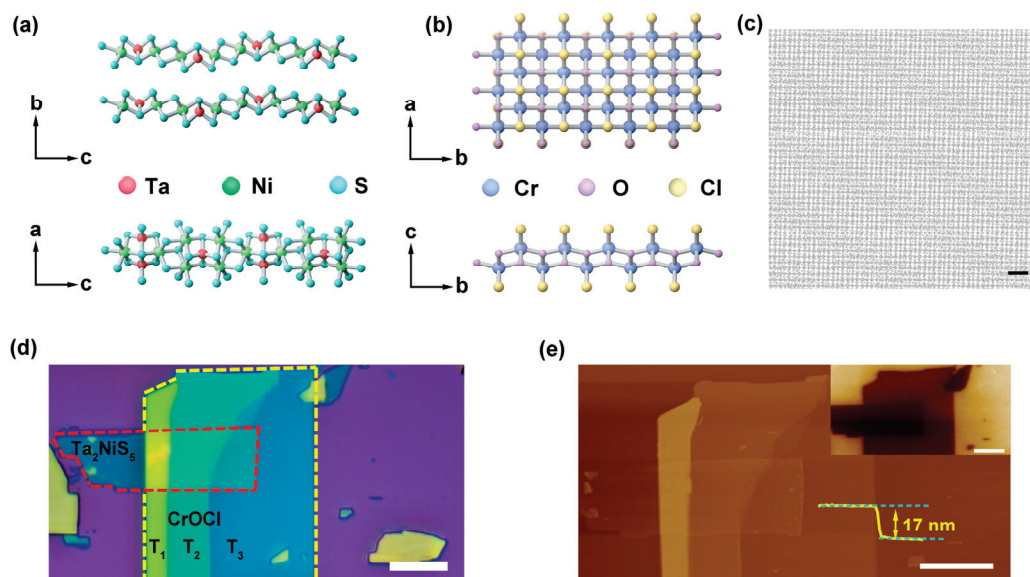 (a)
b
c
Ta Ni S
a
c
(b)
a
b
Cr O Cl
c
b
(c)
(d)
Ta₂NiS₅
CrOCl
T₁ T₂ T₃
(e)
17 nm